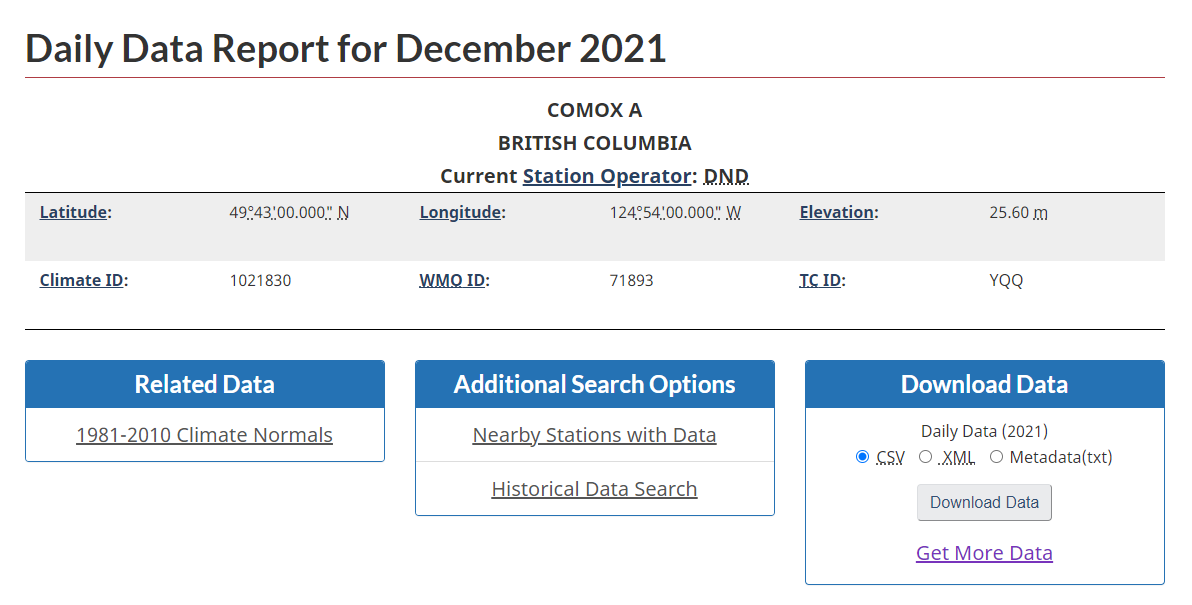 Daily Data Report for December 2021
COMOX A
BRITISH COLUMBIA
Current Station Operator: DND
Latitude: 49°43'00.000" N Longitude: 124°54'00.000" W Elevation: 25.60 m
Climate ID: 1021830 WMO ID: 71893 TC ID: YQQ
Related Data
1981-2010 Climate Normals
Additional Search Options
Nearby Stations with Data
Historical Data Search
Download Data
Daily Data (2021)
CSV XML Metadata(txt)
Download Data
Get More Data